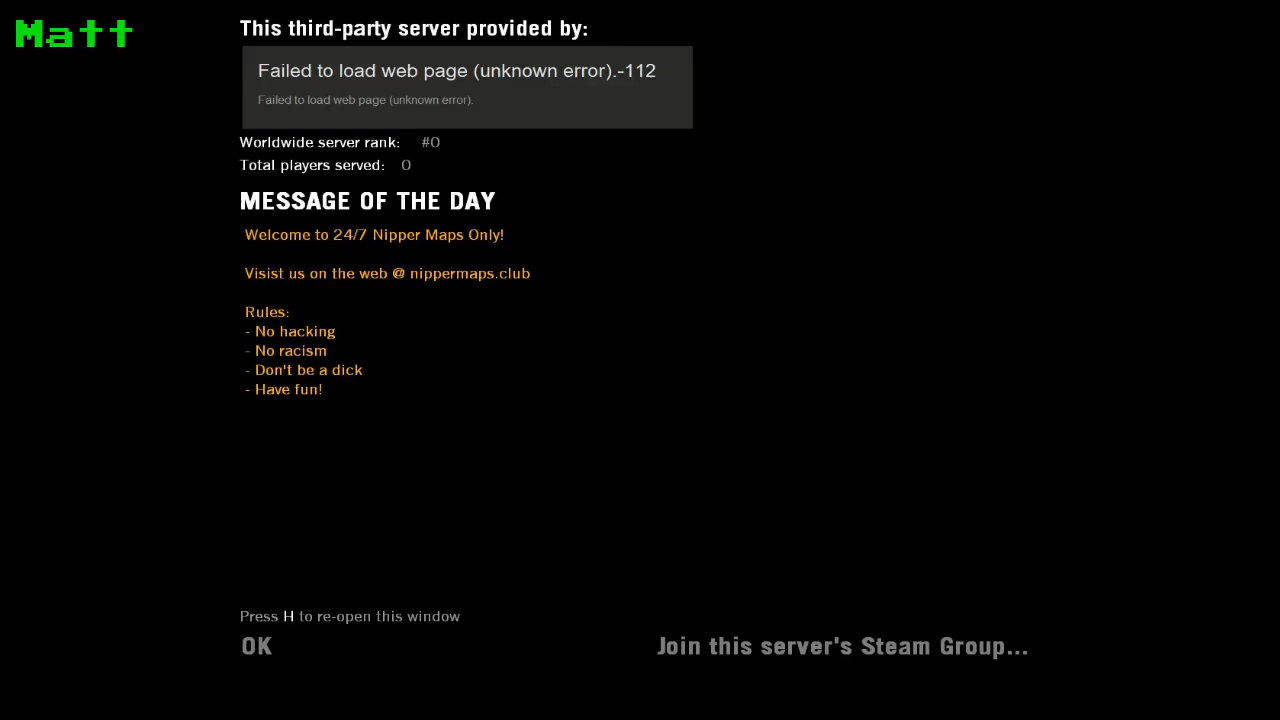 Matt
This third-party server provided by:
Failed to load web page (unknown error).-112
Failed to load web page (unknown error).
Worldwide server rank: #0
Total players served: 0
MESSAGE OF THE DAY
Welcome to 24/7 Nipper Maps Only!
Visist us on the web @ nippermaps.club
Rules:
- No hacking
- No racism
- Don't be a dick
- Have fun!
Press H to re-open this window
OK
Join this server's Steam Group...